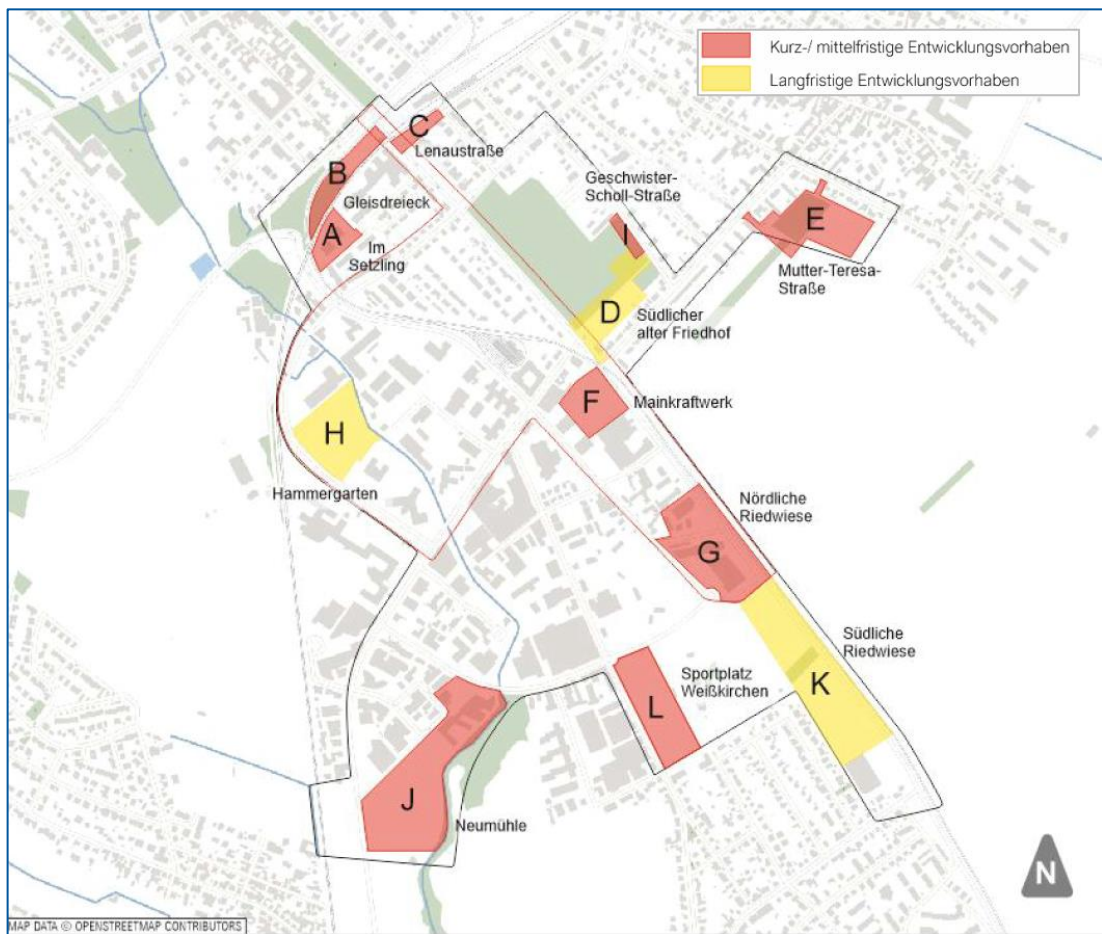 Kurz-/ mittelfristige Entwicklungsvorhaben
Langfristige Entwicklungsvorhaben
C
Lenaustraße
B
Gleisdreieck
A
Im
Setzling
Geschwister-
Scholl-Straße
I
E
Mutter-Teresa-
Straße
D
Südlicher
alter Friedhof
F
Mainkraftwerk
H
Hammergarten
Nördliche
Riedwiese
G
Südliche
Riedwiese
K
Sportplatz
Weißkirchen
L
J
Neumühle
N
MAP DATA © OPENSTREETMAP CONTRIBUTORS